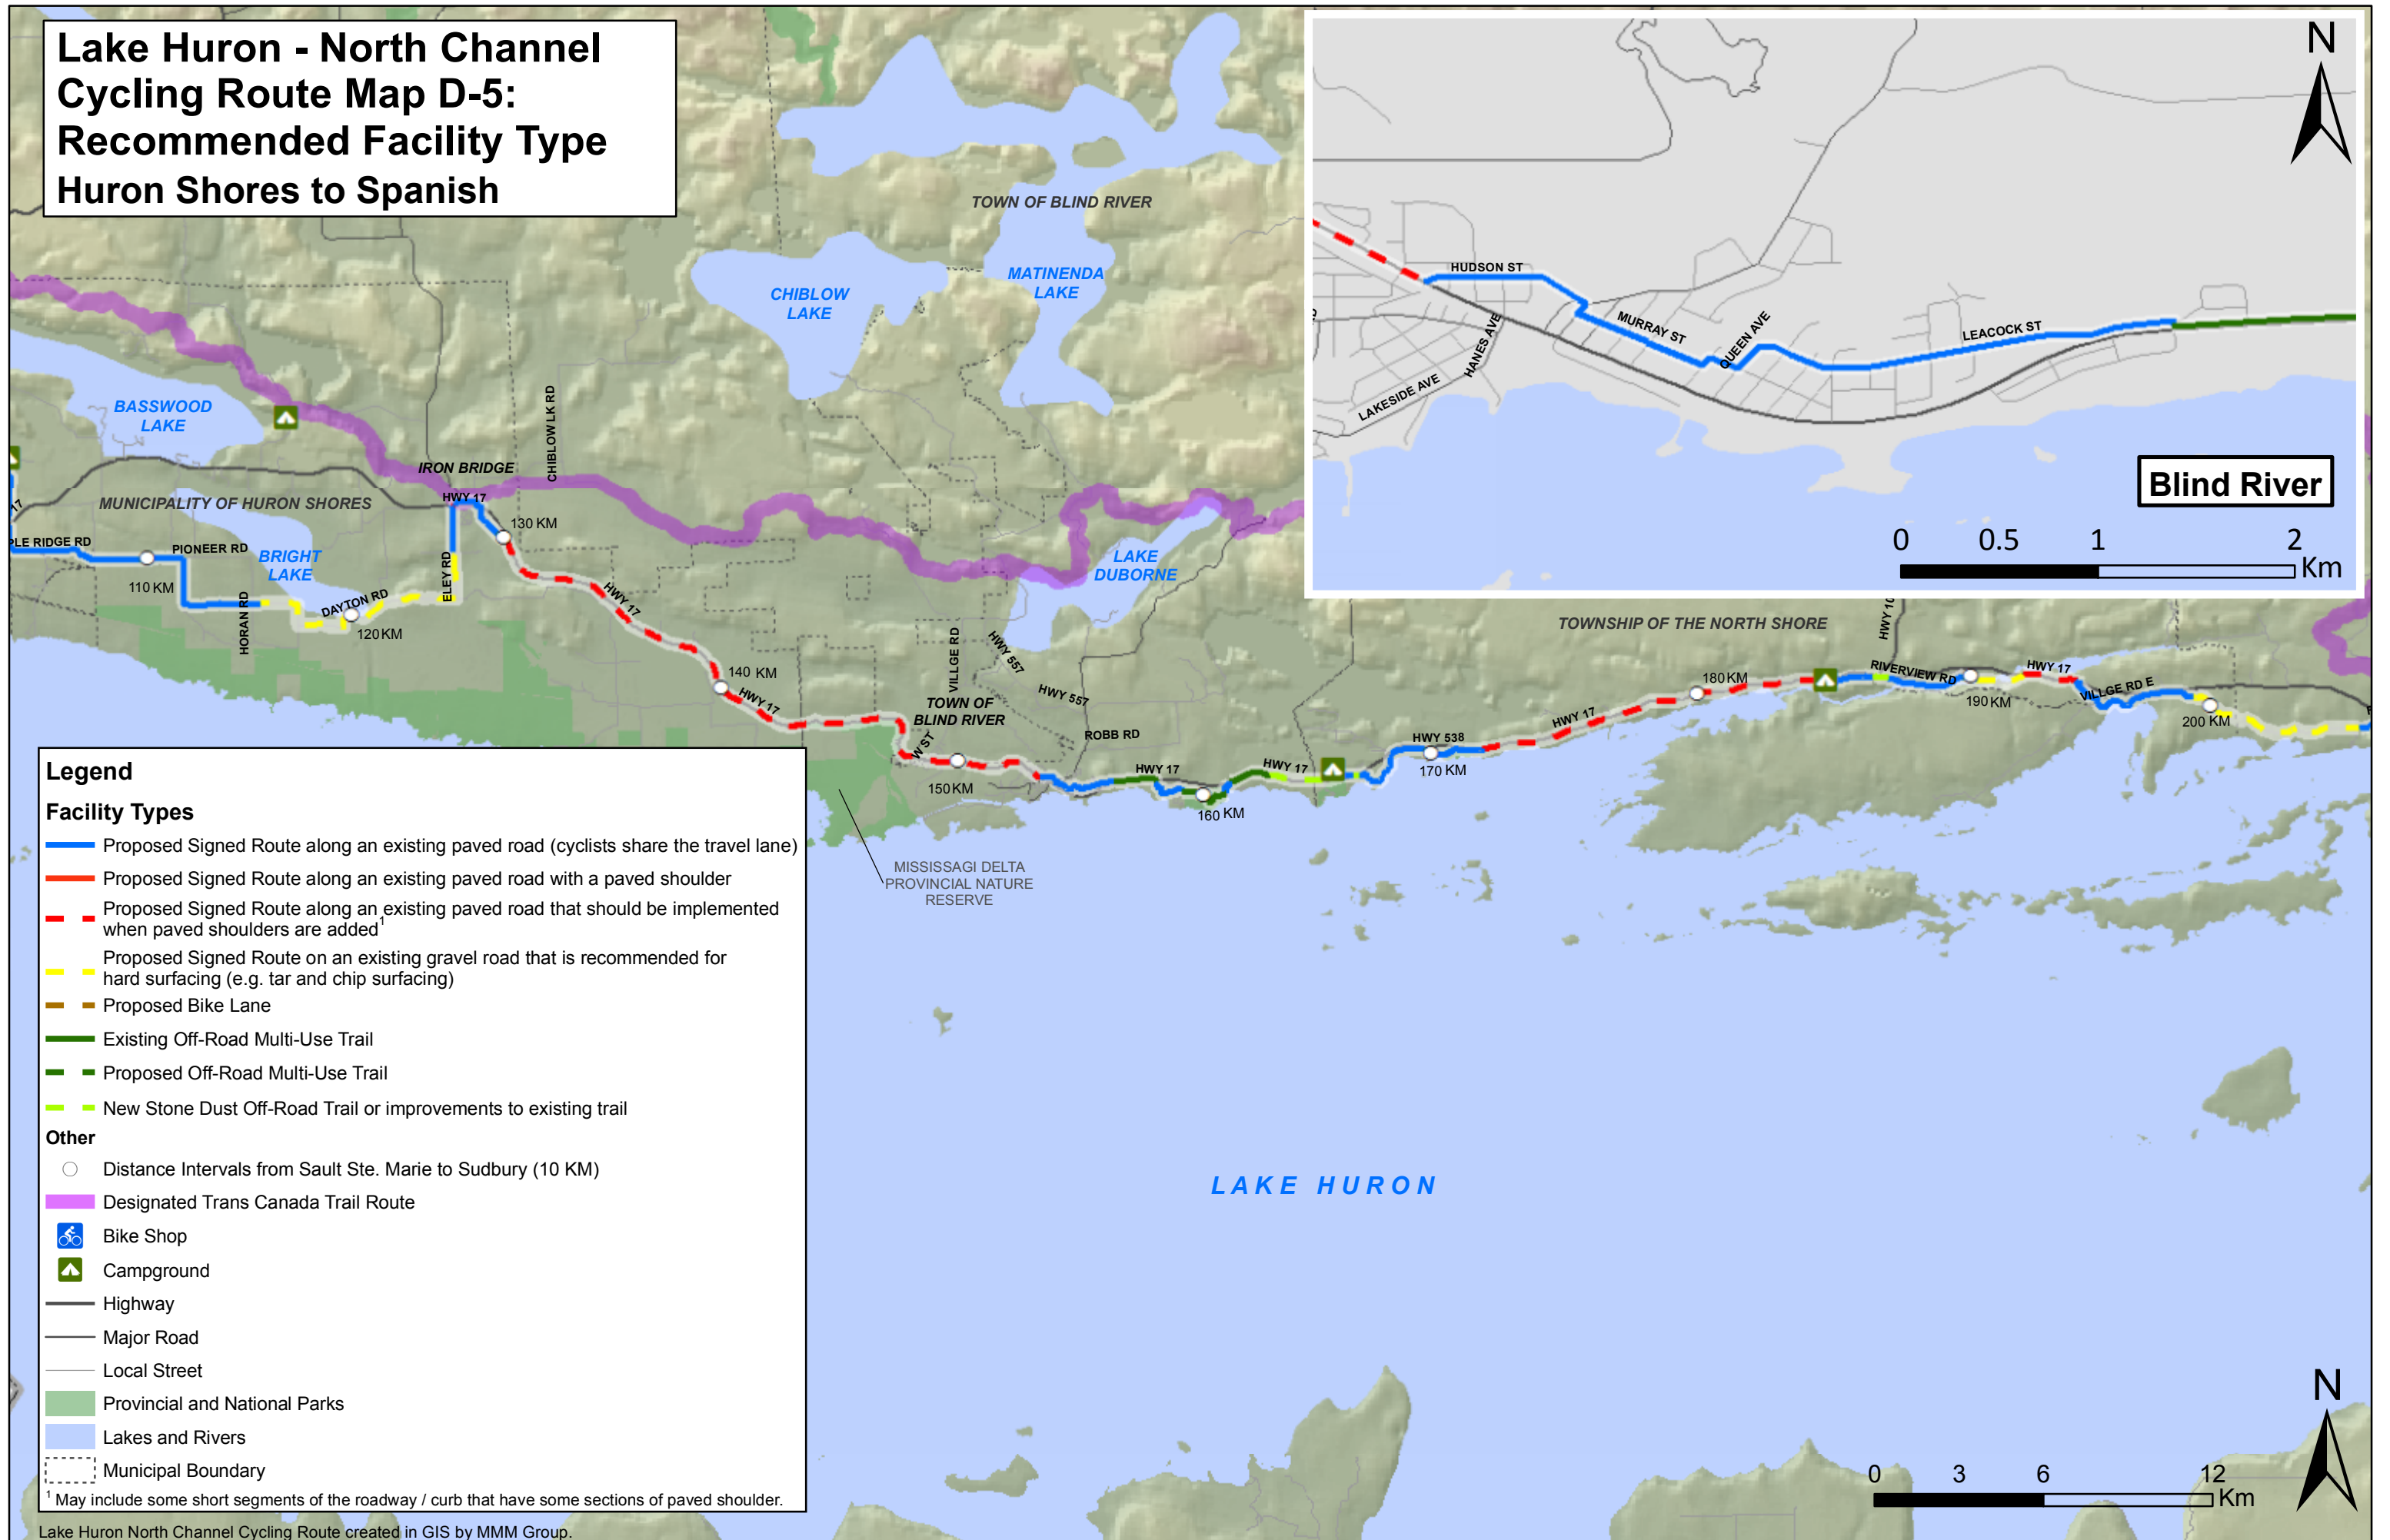 Lake Huron - North Channel
Cycling Route Map D-5:
Recommended Facility Type
Huron Shores to Spanish
N
HUDSON ST
MURRAY ST
QUEEN AVE
LEACOCK ST
HANES AVE
LAKESIDE AVE
Blind River
0 0.5 1 2
Km
TOWN OF BLIND RIVER
MATINENDA
LAKE
CHIBLOW
LAKE
BASSWOOD
LAKE
CHIBLOW LK RD
IRON BRIDGE
HWY 17
MUNICIPALITY OF HURON SHORES
130 KM
17
PLE RIDGE RD
PIONEER RD
BRIGHT
LAKE
110 KM
ELEY RD
HORAN RD
DAYTON RD
120 KM
HWY 17
LAKE
DUBORNE
VILLGE RD
HWY 557
HWY 557
140 KM
HWY 17
TOWN OF
BLIND RIVER
W ST
150 KM
ROBB RD
HWY 17
160 KM
HWY 17
HWY 538
170 KM
HWY 17
180 KM
TOWNSHIP OF THE NORTH SHORE
HWY 10
RIVERVIEW RD
190 KM
HWY 17
VILLGE RD E
200 KM
MISSISSAGI DELTA
PROVINCIAL NATURE
RESERVE
LAKE HURON
Legend
Facility Types
Proposed Signed Route along an existing paved road (cyclists share the travel lane)
Proposed Signed Route along an existing paved road with a paved shoulder
Proposed Signed Route along an existing paved road that should be implemented
when paved shoulders are added1
Proposed Signed Route on an existing gravel road that is recommended for
hard surfacing (e.g. tar and chip surfacing)
Proposed Bike Lane
Existing Off-Road Multi-Use Trail
Proposed Off-Road Multi-Use Trail
New Stone Dust Off-Road Trail or improvements to existing trail
Other
Distance Intervals from Sault Ste. Marie to Sudbury (10 KM)
Designated Trans Canada Trail Route
Bike Shop
Campground
Highway
Major Road
Local Street
Provincial and National Parks
Lakes and Rivers
Municipal Boundary
1 May include some short segments of the roadway / curb that have some sections of paved shoulder.
Lake Huron North Channel Cycling Route created in GIS by MMM Group.
N
0 3 6 12
Km